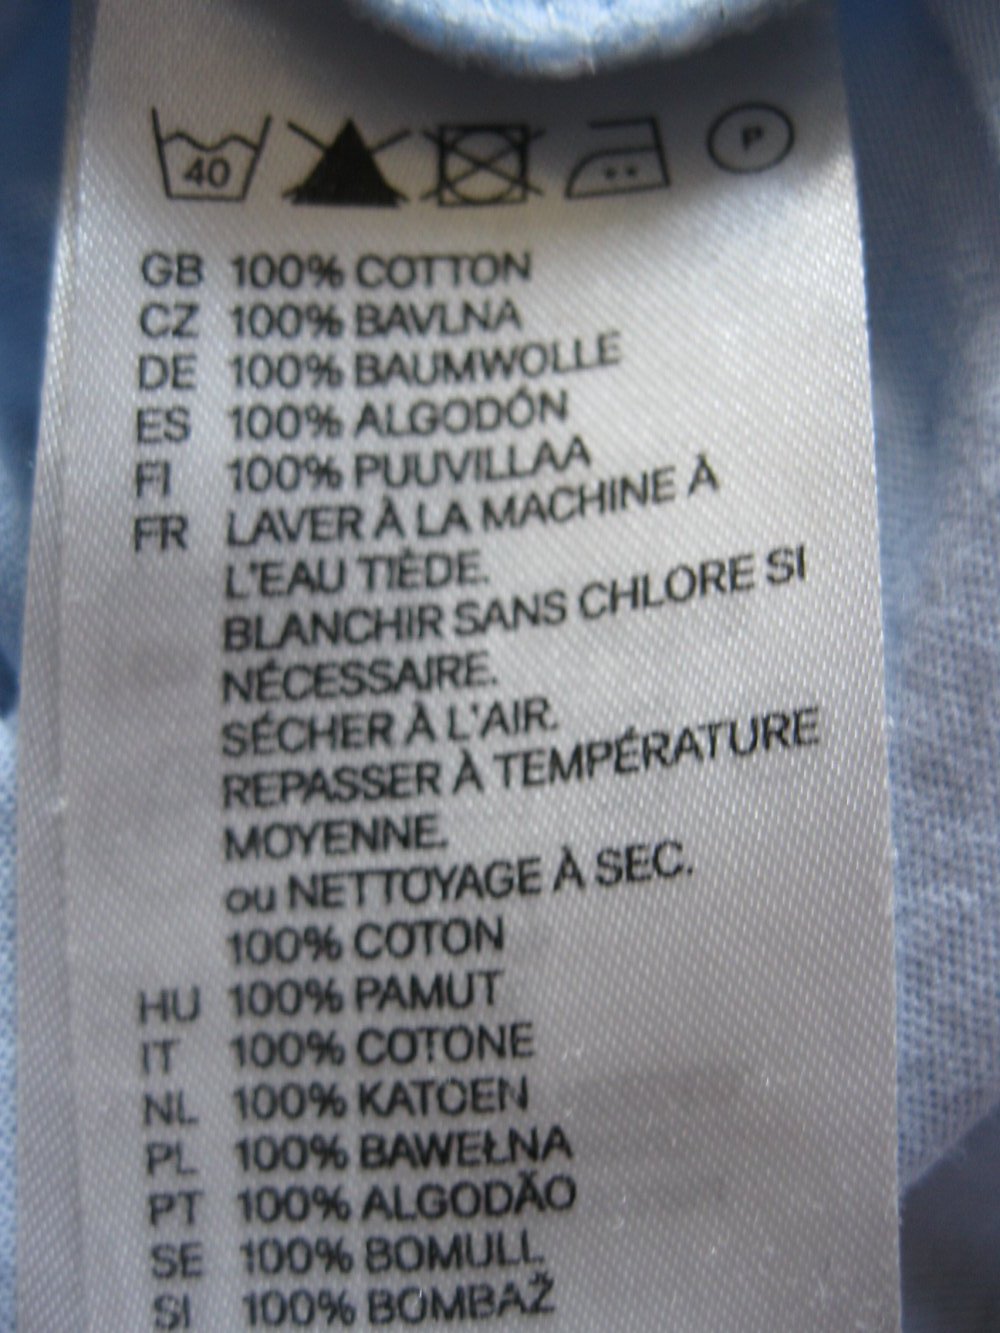 40 P
GB 100% COTTON
CZ 100% BAVLNA
DE 100% BAUMWOLLE
ES 100% ALGODÓN
FI 100% PUUVILLAA
FR LAVER À LA MACHINE À
L'EAU TIÈDE.
BLANCHIR SANS CHLORE SI
NÉCESSAIRE.
SÉCHER À L'AIR.
REPASSER À TEMPÉRATURE
MOYENNE.
ou NETTOYAGE À SEC.
100% COTON
HU 100% PAMUT
IT 100% COTONE
NL 100% KATOEN
PL 100% BAWEŁNA
PT 100% ALGODÃO
SE 100% BOMULL
SI 100% BOMBAŽ